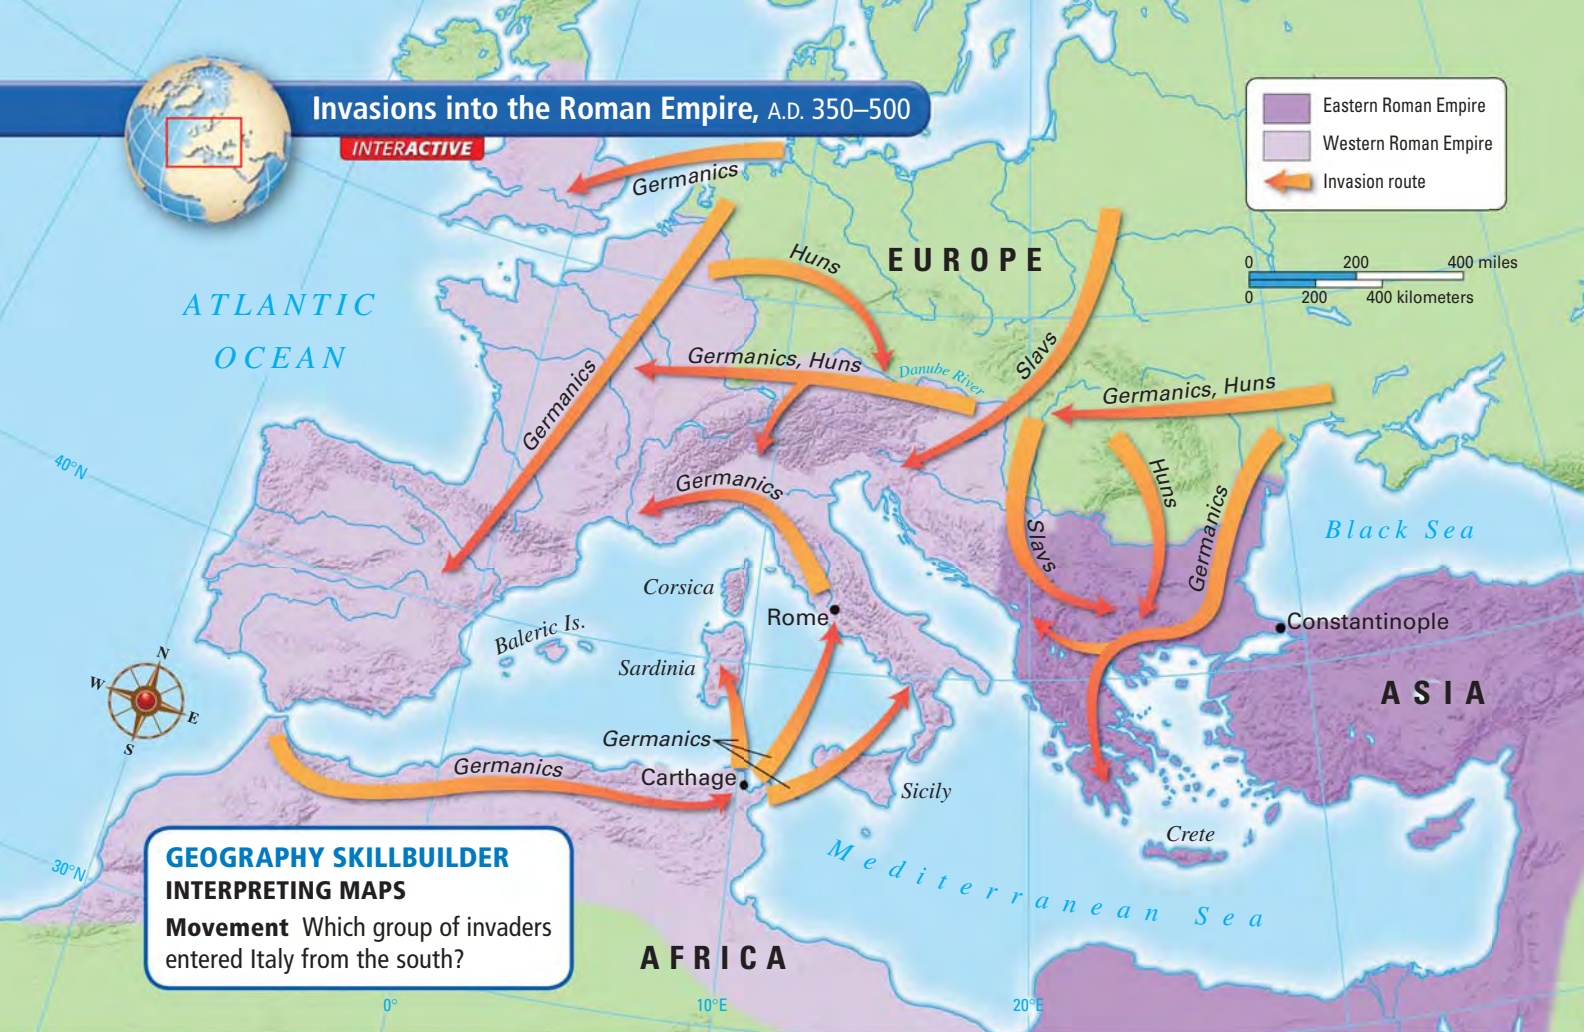 Invasions into the Roman Empire, A.D. 350–500
INTERACTIVE
Eastern Roman Empire
Western Roman Empire
Invasion route
0 200 400 miles
0 200 400 kilometers
Germanics
Huns
EUROPE
ATLANTIC
OCEAN
Germanics
Germanics, Huns
Danube River
Slavs
Germanics, Huns
40°N
Germanics
Huns
Germanics
Slavs
Black Sea
Corsica
Rome
Constantinople
Baleric Is.
Sardinia
N
W
E
S
ASIA
Germanics
Germanics
Carthage
Sicily
Crete
Mediterranean Sea
30°N
GEOGRAPHY SKILLBUILDER
INTERPRETING MAPS
Movement Which group of invaders
entered Italy from the south?
AFRICA
0°
10°E
20°E